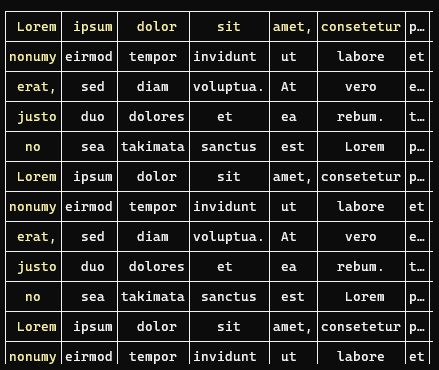 Lorem ipsum dolor sit amet, consetetur p…
nonumy eirmod tempor invidunt ut labore et
erat, sed diam voluptua. At vero e…
justo duo dolores et ea rebum. t…
no sea takimata sanctus est Lorem p…
Lorem ipsum dolor sit amet, consetetur p…
nonumy eirmod tempor invidunt ut labore et
erat, sed diam voluptua. At vero e…
justo duo dolores et ea rebum. t…
no sea takimata sanctus est Lorem p…
Lorem ipsum dolor sit amet, consetetur p…
nonumy eirmod tempor invidunt ut labore et